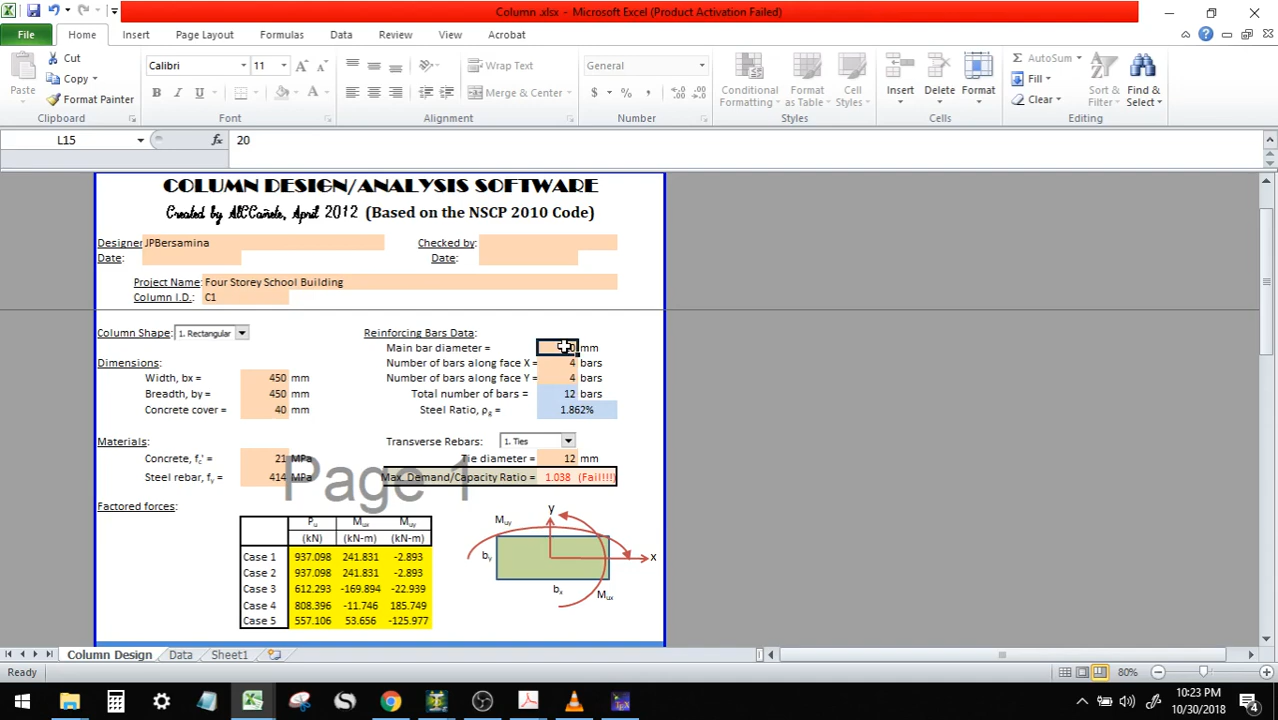 Column .xlsx – Microsoft Excel (Product Activation Failed)
File Home Insert Page Layout Formulas Data Review View Acrobat
Paste
Cut
Copy
Format Painter
Clipboard
Calibri 11
B I U
Font
Wrap Text
Merge & Center
Alignment
General
$ % ,
Number
Conditional Formatting
Format as Table
Cell Styles
Styles
Insert Delete Format
Cells
AutoSum
Fill
Clear
Sort & Filter
Find & Select
Editing
L15 fx 20
COLUMN DESIGN/ANALYSIS SOFTWARE
Created by AlCCañete, April 2012 (Based on the NSCP 2010 Code)
Designer JPBersamina Checked by:
Date: Date:
Project Name: Four Storey School Building
Column I.D.: C1
Column Shape: 1. Rectangular Reinforcing Bars Data:
Main bar diameter = mm
Dimensions: Number of bars along face X = 4 bars
Width, bx = 450 mm Number of bars along face Y = 4 bars
Breadth, by = 450 mm Total number of bars = 12 bars
Concrete cover = 40 mm Steel Ratio, ρg = 1.862%
Materials: Transverse Rebars: 1. Ties
Concrete, fc' = 21 MPa Tie diameter = 12 mm
Steel rebar, fy = 414 MPa Max. Demand/Capacity Ratio = 1.038 (Fail!!!)
Page 1
Factored forces:
Pu Mux Muy
(kN) (kN-m) (kN-m)
Case 1 937.098 241.831 -2.893
Case 2 937.098 241.831 -2.893
Case 3 612.293 -169.894 -22.939
Case 4 808.396 -11.746 185.749
Case 5 557.106 53.656 -125.977
y
Muy
by
x
bx
Mux
Column Design Data Sheet1
Ready 80%
10:23 PM
10/30/2018
4